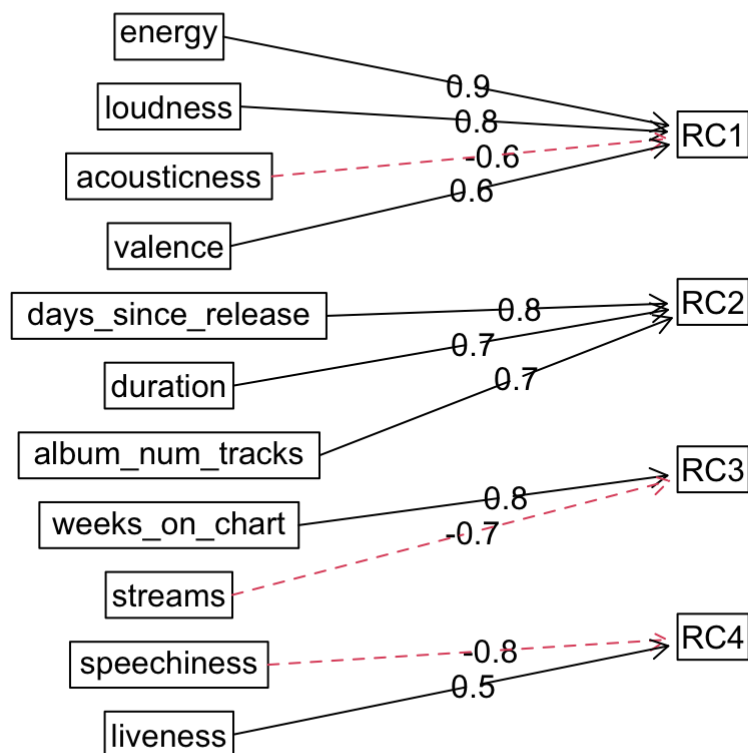 energy
0.9
loudness
0.8
RC1
-0.6
acousticness
0.6
valence
days_since_release
0.8
RC2
0.7
duration
0.7
album_num_tracks
RC3
weeks_on_chart
0.8
-0.7
streams
RC4
speechiness
-0.8
0.5
liveness